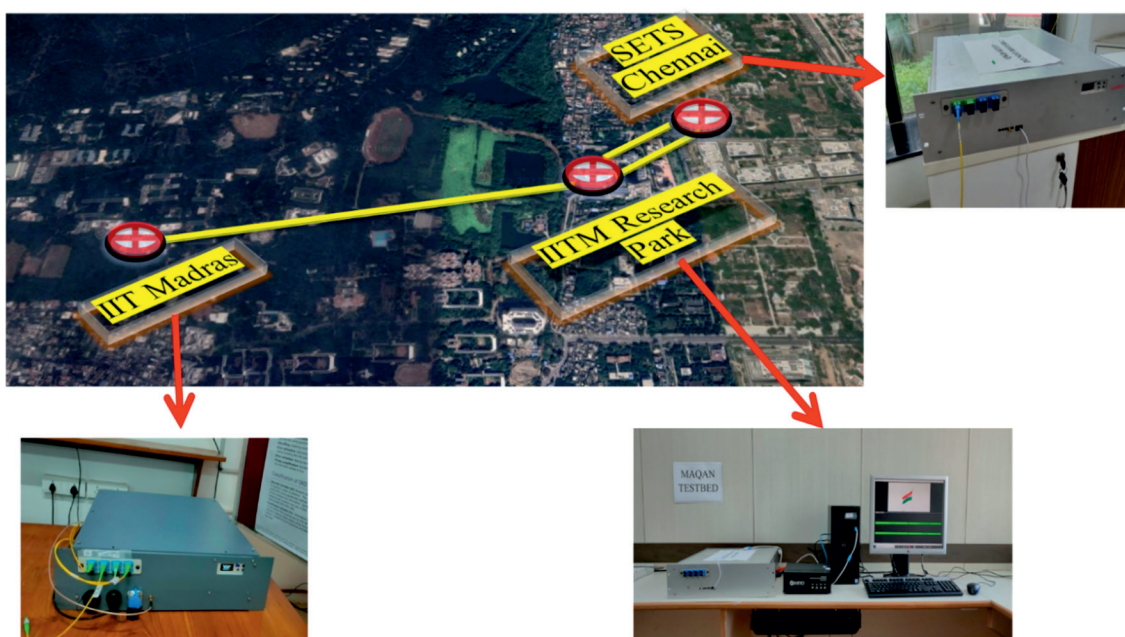 SETS
Chennai
IITM Research
Park
IIT Madras
MAQAN
TESTBED